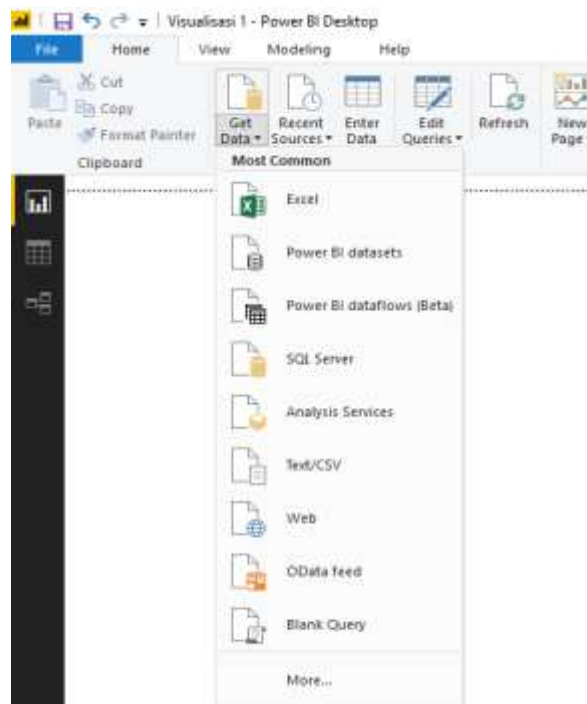 Visualisasi 1 - Power BI Desktop
File Home View Modeling Help
Paste
Cut
Copy
Format Painter
Clipboard
Get Data
Recent Sources
Enter Data
Edit Queries
Refresh
New Page
Most Common
Excel
Power BI datasets
Power BI dataflows (Beta)
SQL Server
Analysis Services
Text/CSV
Web
OData feed
Blank Query
More...